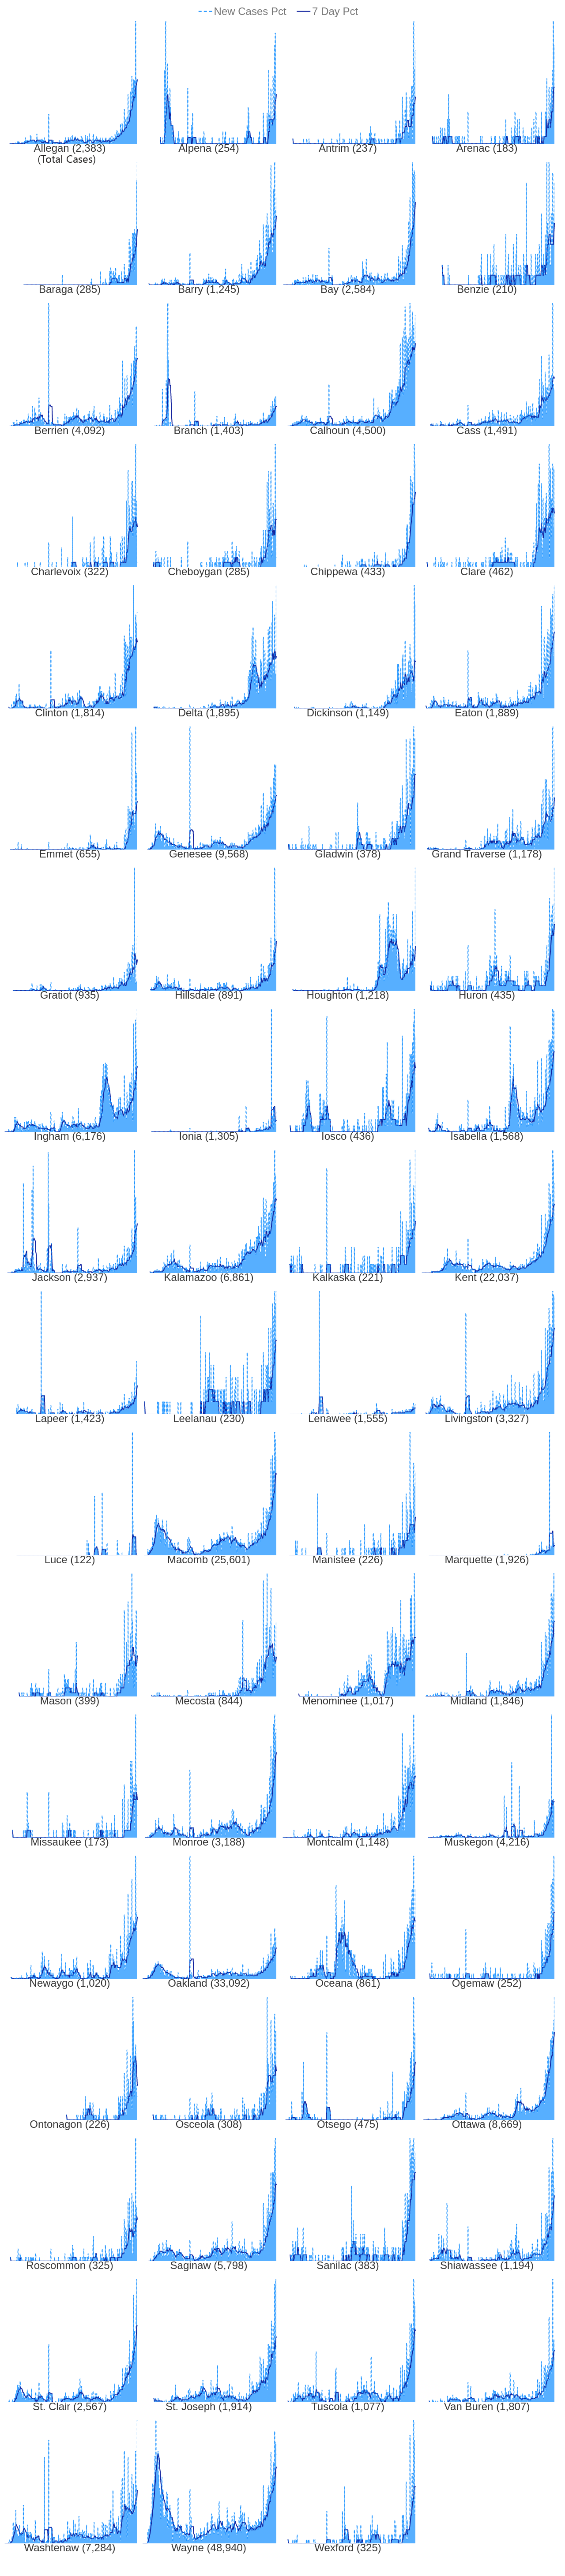 New Cases Pct 7 Day Pct
Allegan (2,383) Alpena (254) Antrim (237) Arenac (183)
(Total Cases)
Baraga (285) Barry (1,245) Bay (2,584) Benzie (210)
Berrien (4,092) Branch (1,403) Calhoun (4,500) Cass (1,491)
Charlevoix (322) Cheboygan (285) Chippewa (433) Clare (462)
Clinton (1,814) Delta (1,895) Dickinson (1,149) Eaton (1,889)
Emmet (655) Genesee (9,568) Gladwin (378) Grand Traverse (1,178)
Gratiot (935) Hillsdale (891) Houghton (1,218) Huron (435)
Ingham (6,176) Ionia (1,305) Iosco (436) Isabella (1,568)
Jackson (2,937) Kalamazoo (6,861) Kalkaska (221) Kent (22,037)
Lapeer (1,423) Leelanau (230) Lenawee (1,555) Livingston (3,327)
Luce (122) Macomb (25,601) Manistee (226) Marquette (1,926)
Mason (399) Mecosta (844) Menominee (1,017) Midland (1,846)
Missaukee (173) Monroe (3,188) Montcalm (1,148) Muskegon (4,216)
Newaygo (1,020) Oakland (33,092) Oceana (861) Ogemaw (252)
Ontonagon (226) Osceola (308) Otsego (475) Ottawa (8,669)
Roscommon (325) Saginaw (5,798) Sanilac (383) Shiawassee (1,194)
St. Clair (2,567) St. Joseph (1,914) Tuscola (1,077) Van Buren (1,807)
Washtenaw (7,284) Wayne (48,940) Wexford (325)